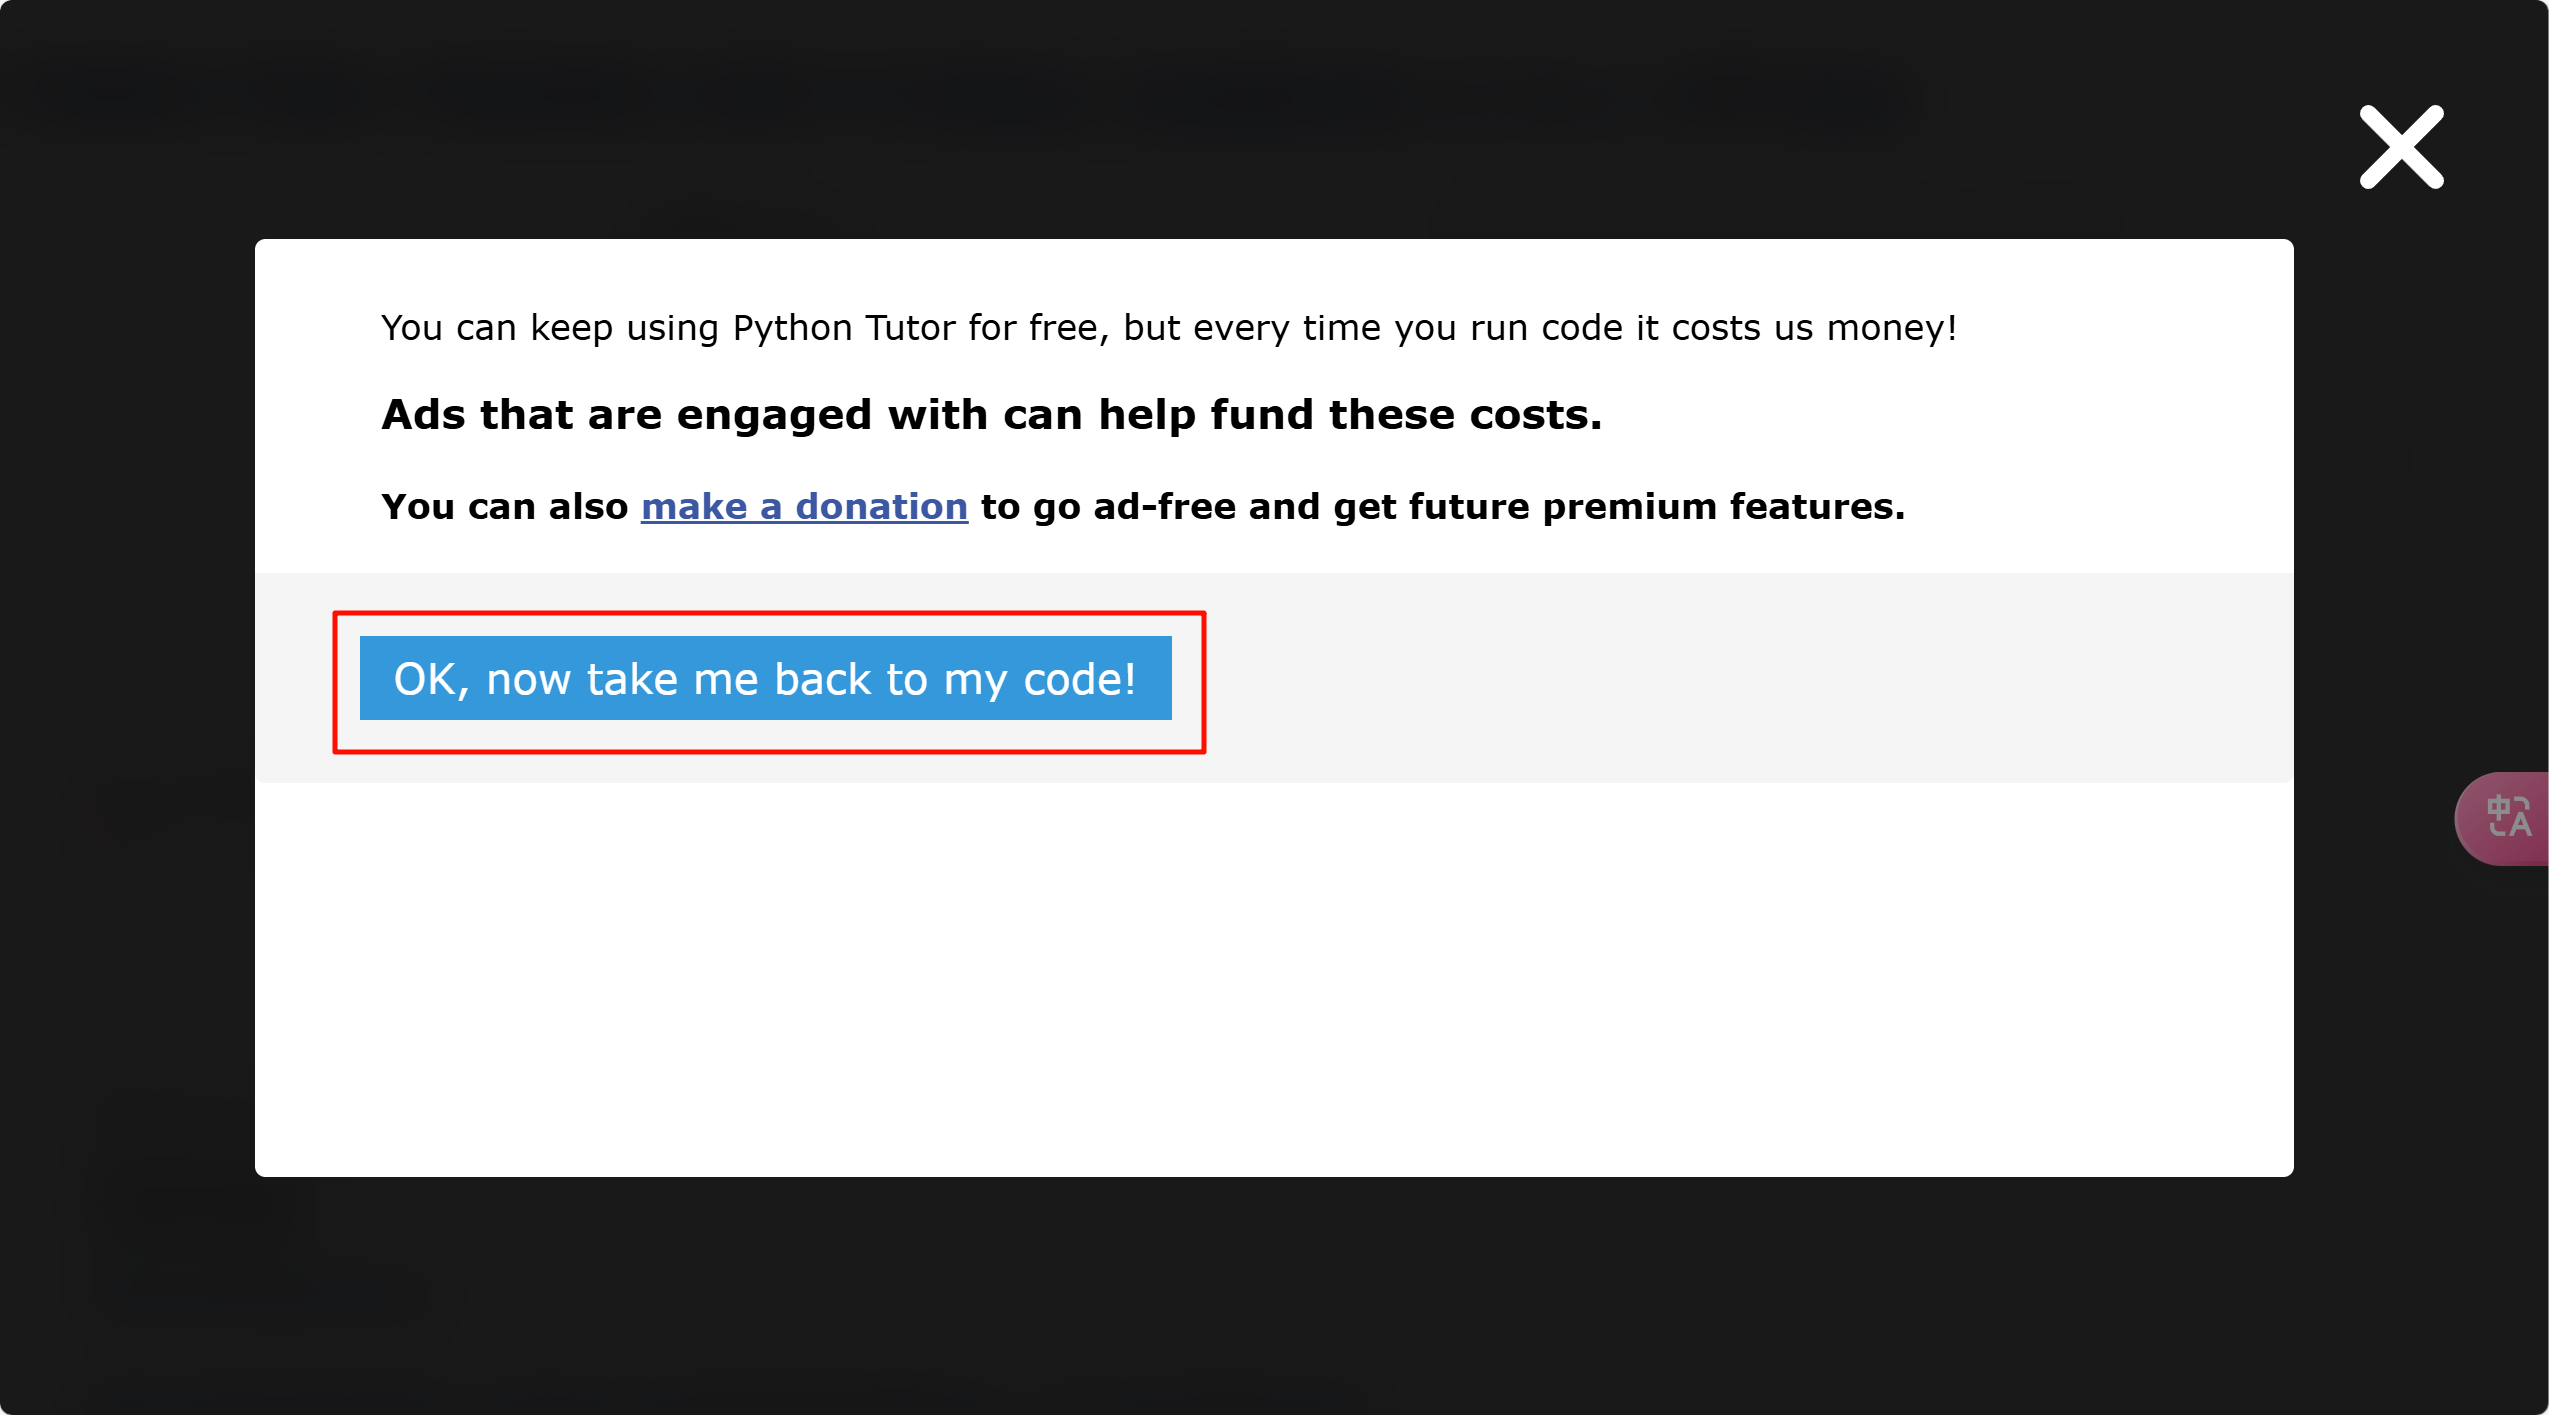 You can keep using Python Tutor for free, but every time you run code it costs us money!
Ads that are engaged with can help fund these costs.
You can also make a donation to go ad-free and get future premium features.
OK, now take me back to my code!
中A